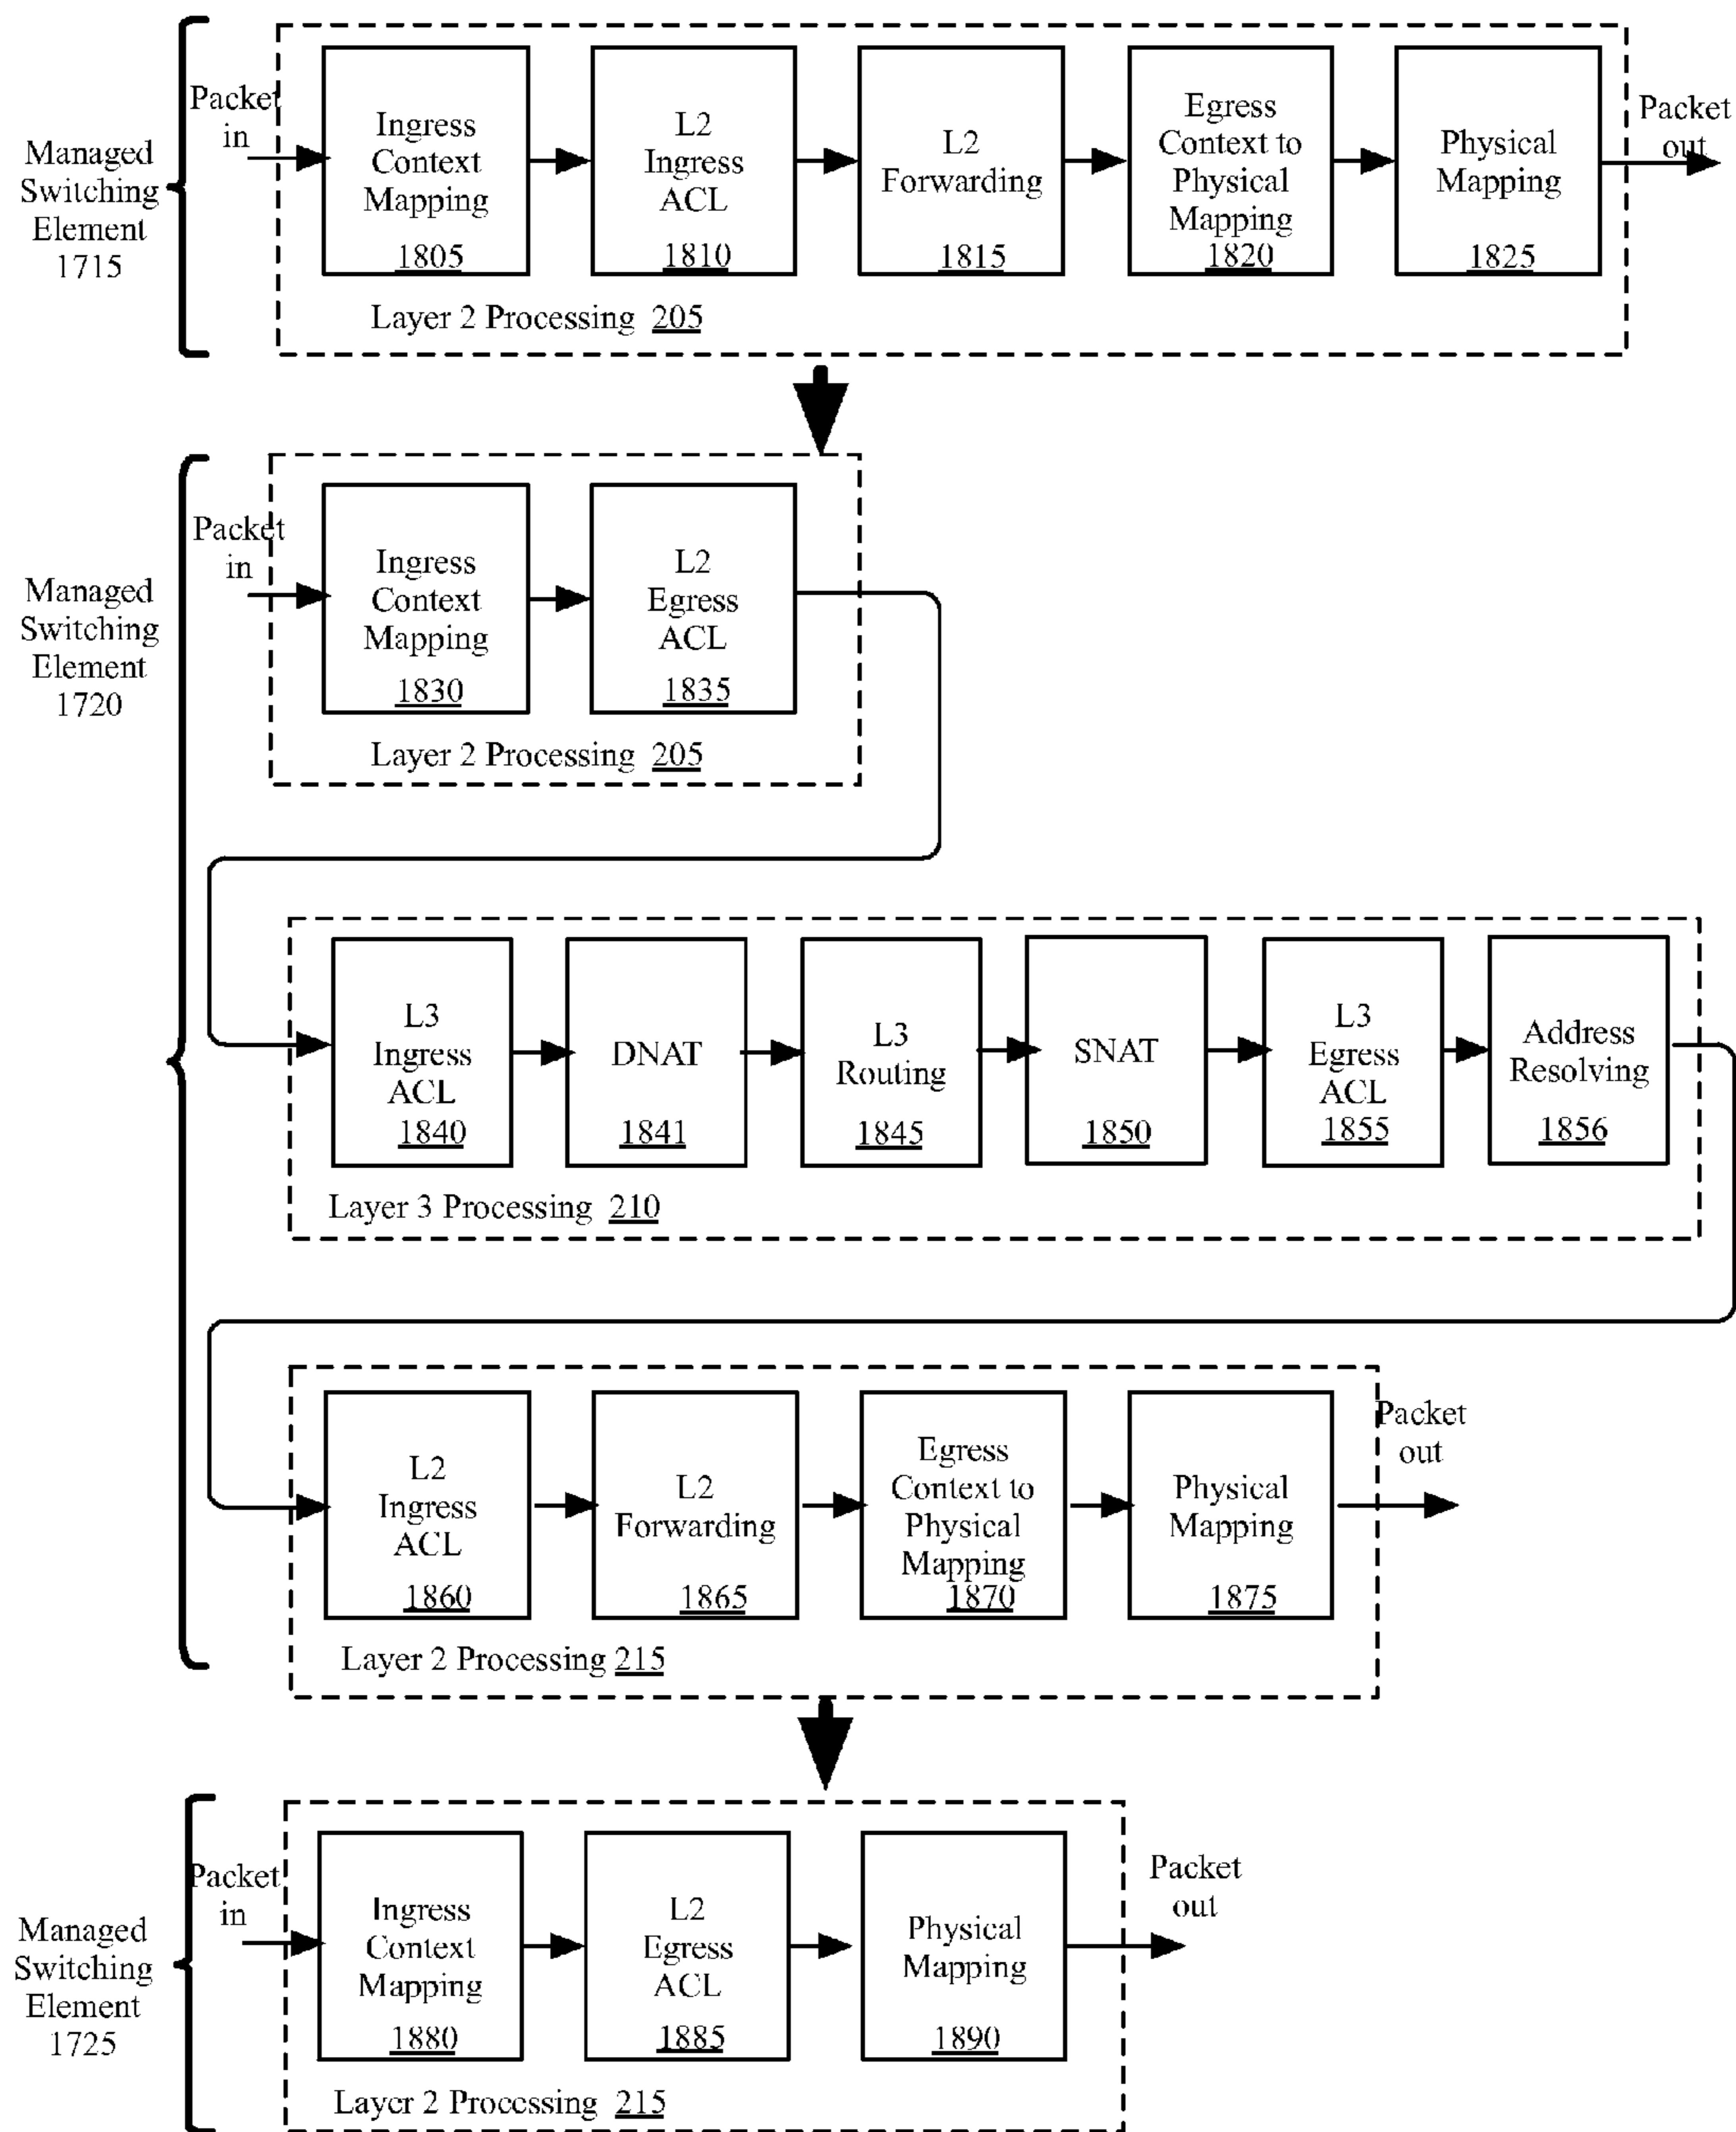 Managed
Switching
Element
1715
Packet
in
Ingress
Context
Mapping
1805
L2
Ingress
ACL
1810
L2
Forwarding
1815
Egress
Context to
Physical
Mapping
1820
Physical
Mapping
1825
Packet
out
Layer 2 Processing 205
Managed
Switching
Element
1720
Packet
in
Ingress
Context
Mapping
1830
L2
Egress
ACL
1835
Layer 2 Processing 205
L3
Ingress
ACL
1840
DNAT
1841
L3
Routing
1845
SNAT
1850
L3
Egress
ACL
1855
Address
Resolving
1856
Layer 3 Processing 210
L2
Ingress
ACL
1860
L2
Forwarding
1865
Egress
Context to
Physical
Mapping
1870
Physical
Mapping
1875
Packet
out
Layer 2 Processing 215
Managed
Switching
Element
1725
Packet
in
Ingress
Context
Mapping
1880
L2
Egress
ACL
1885
Physical
Mapping
1890
Packet
out
Layer 2 Processing 215